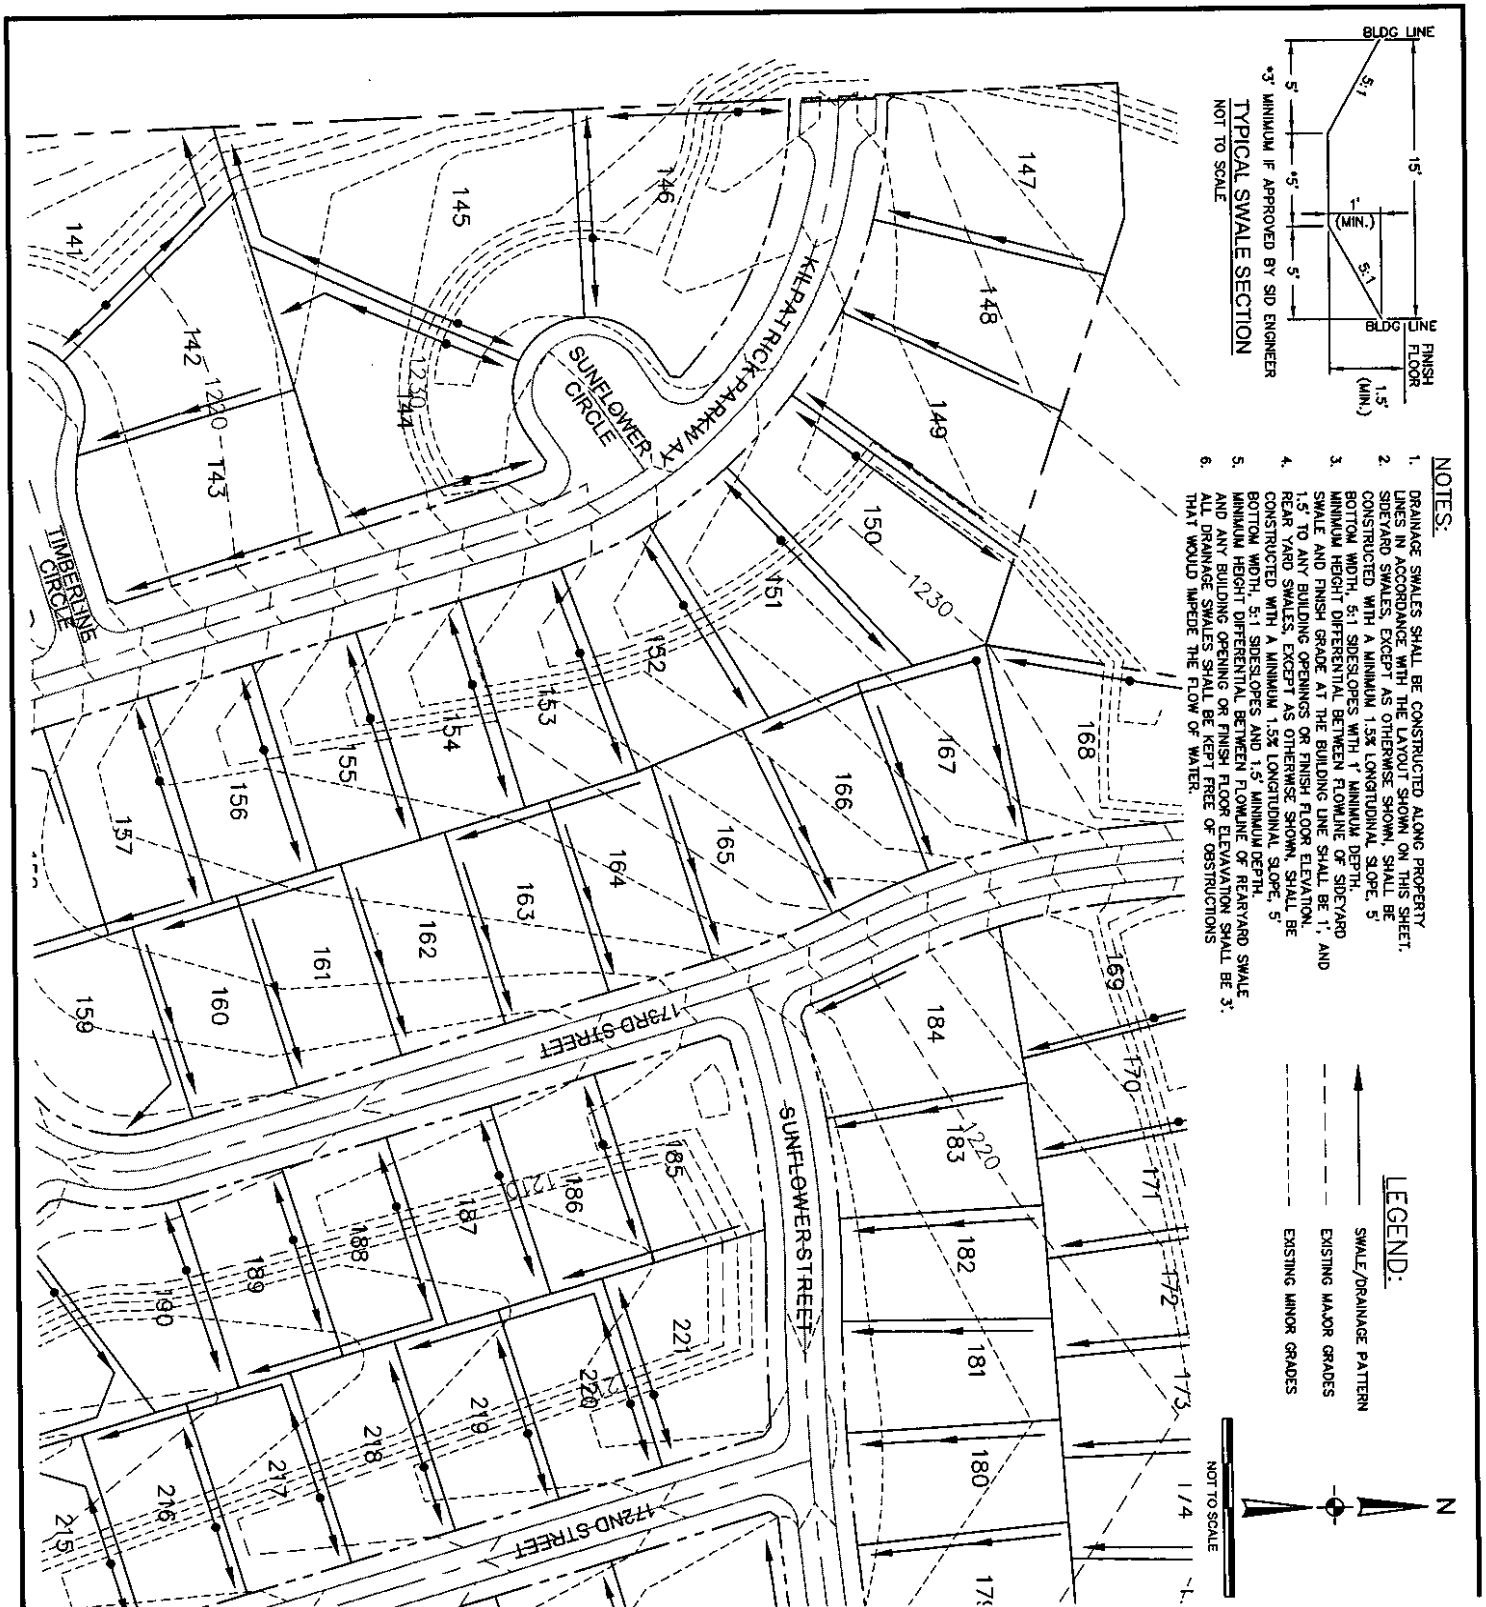 BLDG LINE
15'
5'
*5'
5'
5:1
1'
(MIN.)
5:1
BLDG LINE
FINISH
FLOOR
1.5'
(MIN.)
*3' MINIMUM IF APPROVED BY SID ENGINEER
TYPICAL SWALE SECTION
NOT TO SCALE
NOTES:
1. DRAINAGE SWALES SHALL BE CONSTRUCTED ALONG PROPERTY
LINES IN ACCORDANCE WITH THE LAYOUT SHOWN ON THIS SHEET.
2. SIDEYARD SWALES, EXCEPT AS OTHERWISE SHOWN, SHALL BE
CONSTRUCTED WITH A MINIMUM 1.5% LONGITUDINAL SLOPE, 5'
BOTTOM WIDTH, 5:1 SIDESLOPES WITH 1' MINIMUM DEPTH.
3. MINIMUM HEIGHT DIFFERENTIAL BETWEEN FLOWLINE OF SIDEYARD
SWALE AND FINISH GRADE AT THE BUILDING LINE SHALL BE 1', AND
1.5' TO ANY BUILDING OPENINGS OR FINISH FLOOR ELEVATION.
4. REAR YARD SWALES, EXCEPT AS OTHERWISE SHOWN, SHALL BE
CONSTRUCTED WITH A MINIMUM 1.5% LONGITUDINAL SLOPE, 5'
BOTTOM WIDTH, 5:1 SIDESLOPES AND 1.5' MINIMUM DEPTH.
5. MINIMUM HEIGHT DIFFERENTIAL BETWEEN FLOWLINE OF REARYARD SWALE
AND ANY BUILDING OPENING OR FINISH FLOOR ELEVAVATION SHALL BE 3'.
6. ALL DRAINAGE SWALES SHALL BE KEPT FREE OF OBSTRUCTIONS
THAT WOULD IMPEDE THE FLOW OF WATER.
LEGEND:
SWALE/DRAINAGE PATTERN
EXISTING MAJOR GRADES
EXISTING MINOR GRADES
N
NOT TO SCALE
147
148
149
150
1230
151
152
153
154
155
156
157
146
145
144
1230
143
142
1220
141
KILPATRICK PARKWAY
SUNFLOWER
CIRCLE
TIMBERLINE
CIRCLE
168
167
166
165
164
163
162
161
160
159
173RD STREET
169
170
171
172
173
174
184
183
1220
182
181
180
SUNFLOWER STREET
185
186
1210
187
188
189
190
221
220
219
218
217
216
215
172ND STREET